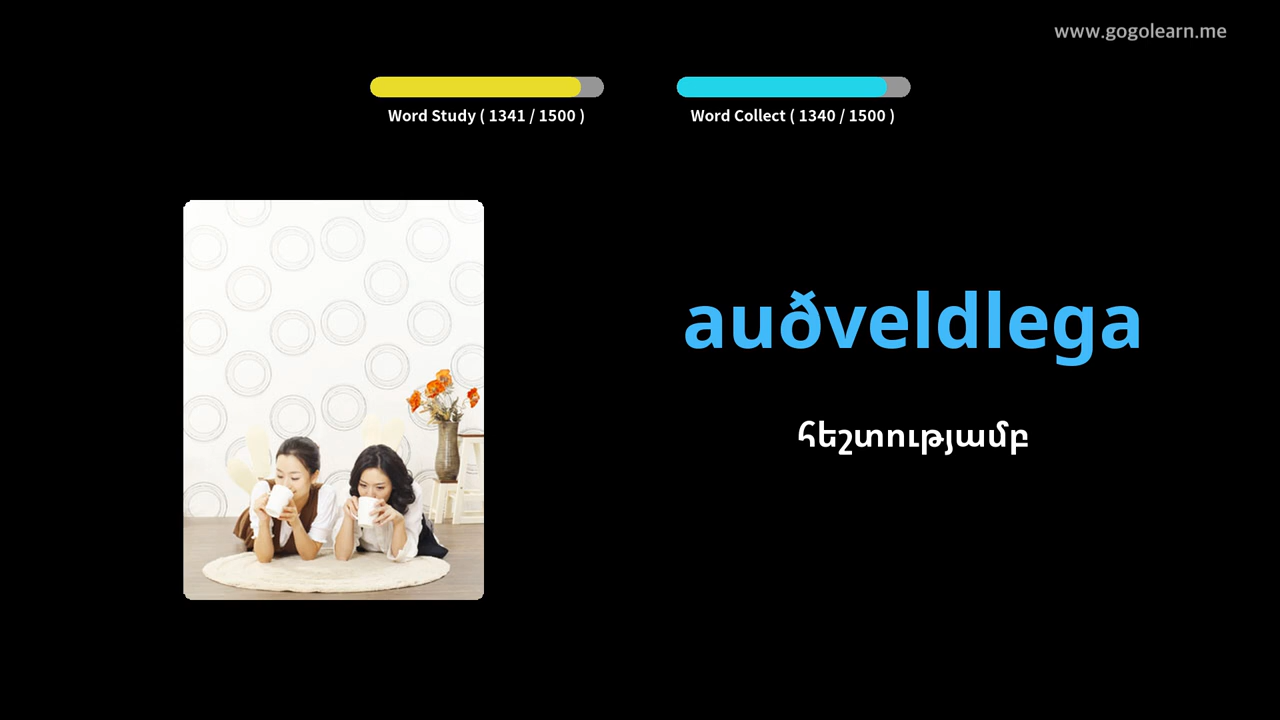 www.gogolearn.me
Word Study ( 1341 / 1500 )
Word Collect ( 1340 / 1500 )
auðveldlega
հեշտությամբ